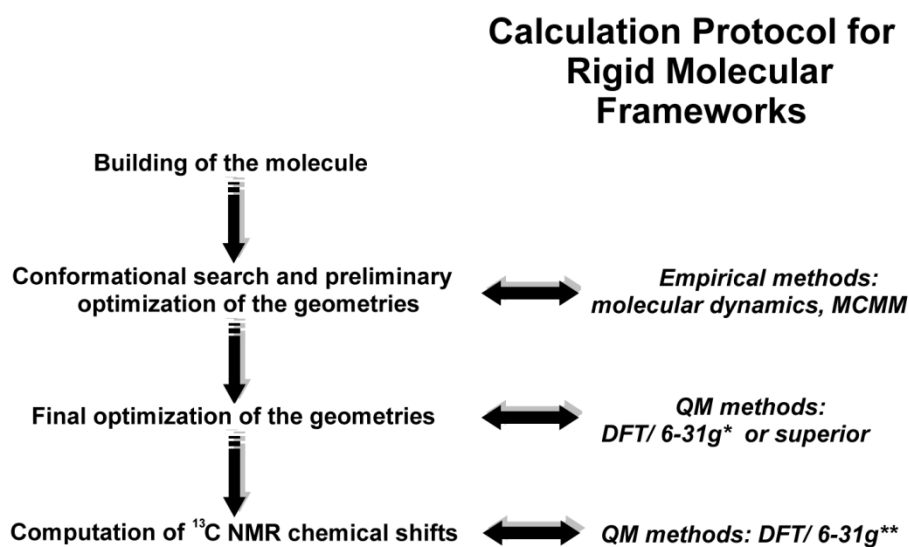 Calculation Protocol for
Rigid Molecular
Frameworks
Building of the molecule
Conformational search and preliminary
optimization of the geometries
Empirical methods:
molecular dynamics, MCMM
Final optimization of the geometries
QM methods:
DFT/ 6-31g* or superior
Computation of ¹³C NMR chemical shifts
QM methods: DFT/ 6-31g**